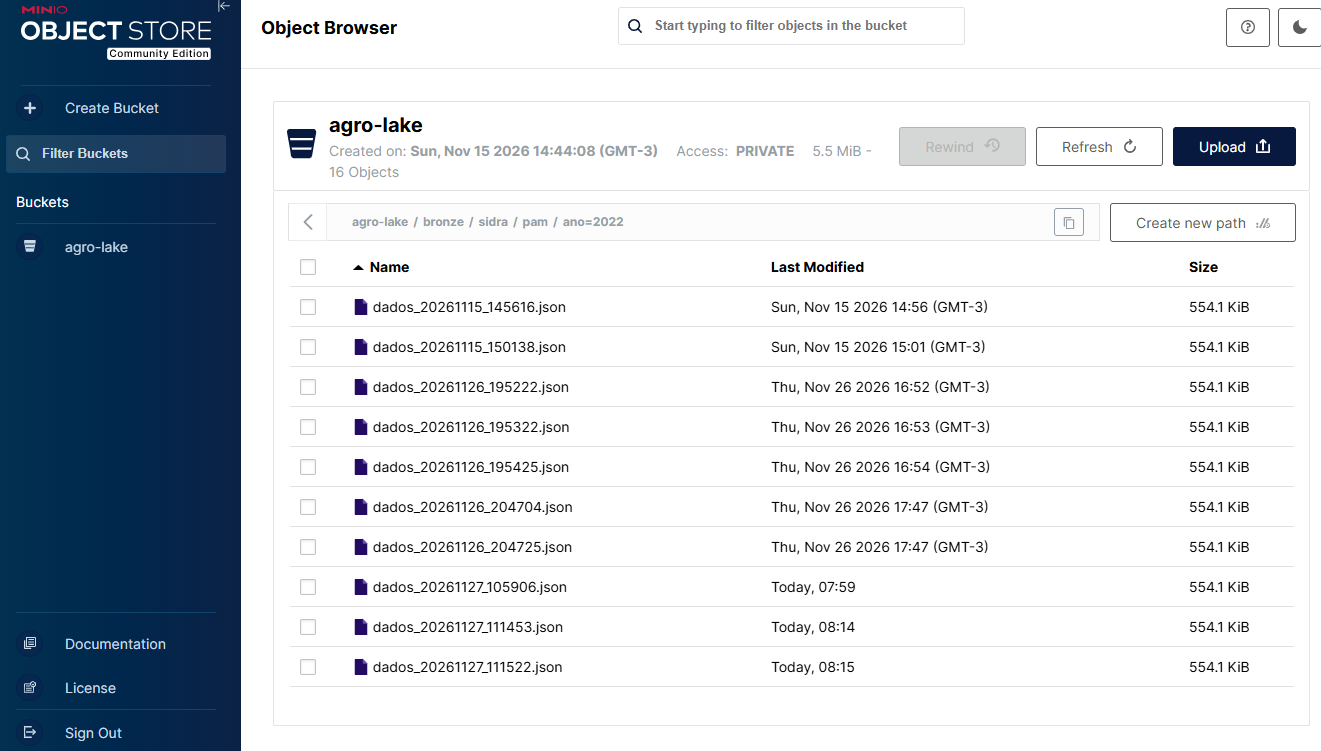 MINIO
OBJECT STORE
Community Edition
Create Bucket
Filter Buckets
Buckets
agro-lake
Documentation
License
Sign Out
Object Browser
Start typing to filter objects in the bucket
agro-lake
Created on: Sun, Nov 15 2026 14:44:08 (GMT-3) Access: PRIVATE 5.5 MiB -
16 Objects
Rewind
Refresh
Upload
agro-lake / bronze / sidra / pam / ano=2022
Create new path
Name Last Modified Size
dados_20261115_145616.json Sun, Nov 15 2026 14:56 (GMT-3) 554.1 KiB
dados_20261115_150138.json Sun, Nov 15 2026 15:01 (GMT-3) 554.1 KiB
dados_20261126_195222.json Thu, Nov 26 2026 16:52 (GMT-3) 554.1 KiB
dados_20261126_195322.json Thu, Nov 26 2026 16:53 (GMT-3) 554.1 KiB
dados_20261126_195425.json Thu, Nov 26 2026 16:54 (GMT-3) 554.1 KiB
dados_20261126_204704.json Thu, Nov 26 2026 17:47 (GMT-3) 554.1 KiB
dados_20261126_204725.json Thu, Nov 26 2026 17:47 (GMT-3) 554.1 KiB
dados_20261127_105906.json Today, 07:59 554.1 KiB
dados_20261127_111453.json Today, 08:14 554.1 KiB
dados_20261127_111522.json Today, 08:15 554.1 KiB